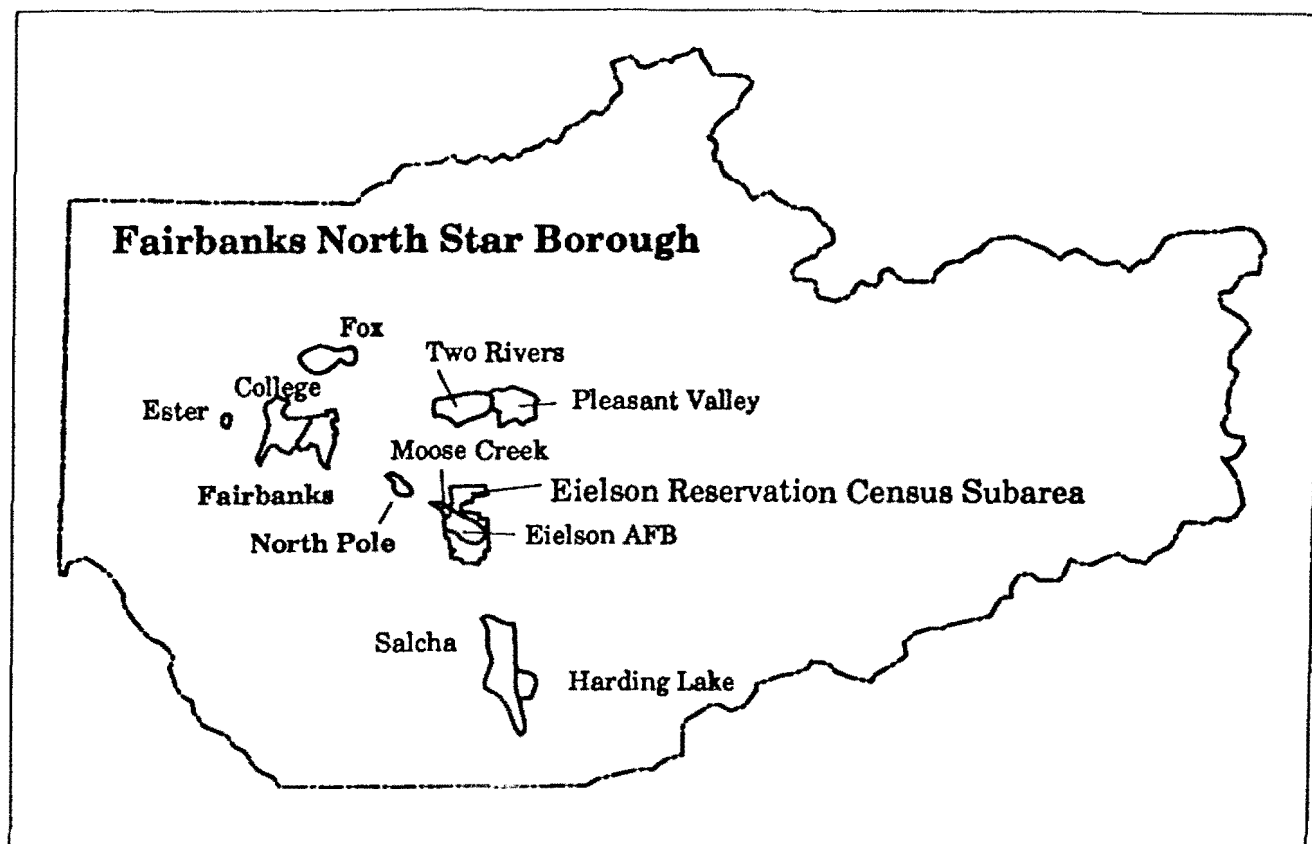 Fairbanks North Star Borough
Fox
Two Rivers
College
Ester
Pleasant Valley
Moose Creek
Fairbanks
Eielson Reservation Census Subarea
North Pole
Eielson AFB
Salcha
Harding Lake